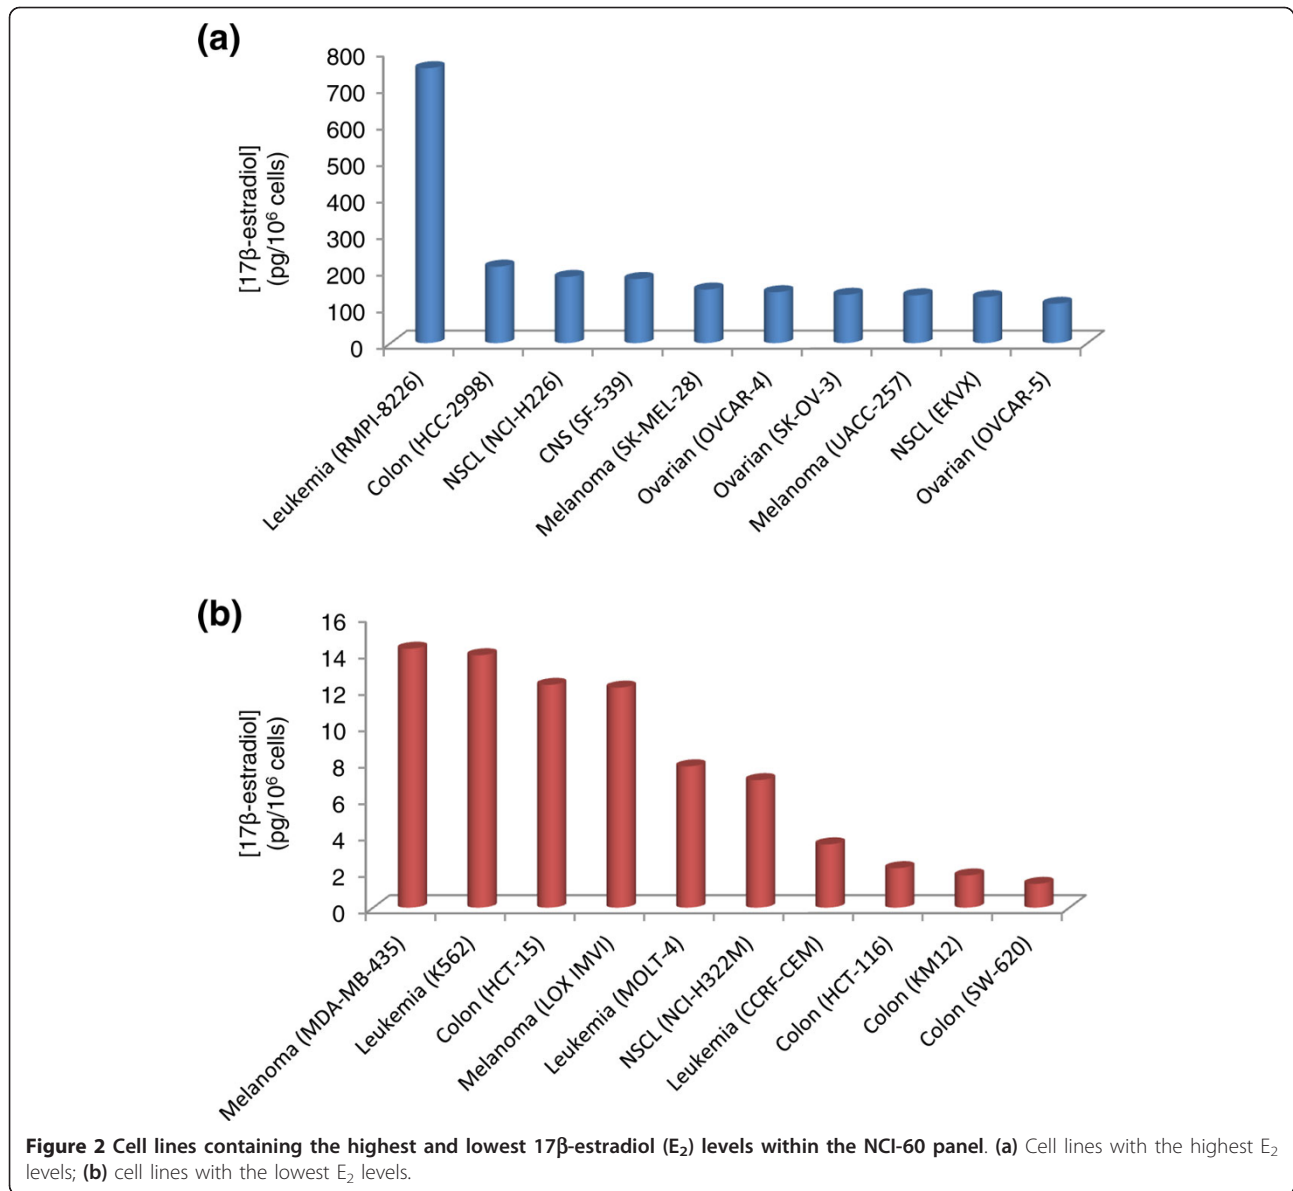 (a)
[17β-estradiol]
(pg/10⁶ cells)
800
700
600
500
400
300
200
100
0
Leukemia (RMPI-8226)
Colon (HCC-2998)
NSCL (NCI-H226)
CNS (SF-539)
Melanoma (SK-MEL-28)
Ovarian (OVCAR-4)
Ovarian (SK-OV-3)
Melanoma (UACC-257)
NSCL (EKVX)
Ovarian (OVCAR-5)
(b)
[17β-estradiol]
(pg/10⁶ cells)
16
14
12
10
8
6
4
2
0
Melanoma (MDA-MB-435)
Leukemia (K562)
Colon (HCT-15)
Melanoma (LOX IMVI)
Leukemia (MOLT-4)
NSCL (NCI-H322M)
Leukemia (CCRF-CEM)
Colon (HCT-116)
Colon (KM12)
Colon (SW-620)
Figure 2 Cell lines containing the highest and lowest 17β-estradiol (E₂) levels within the NCI-60 panel. (a) Cell lines with the highest E₂
levels; (b) cell lines with the lowest E₂ levels.